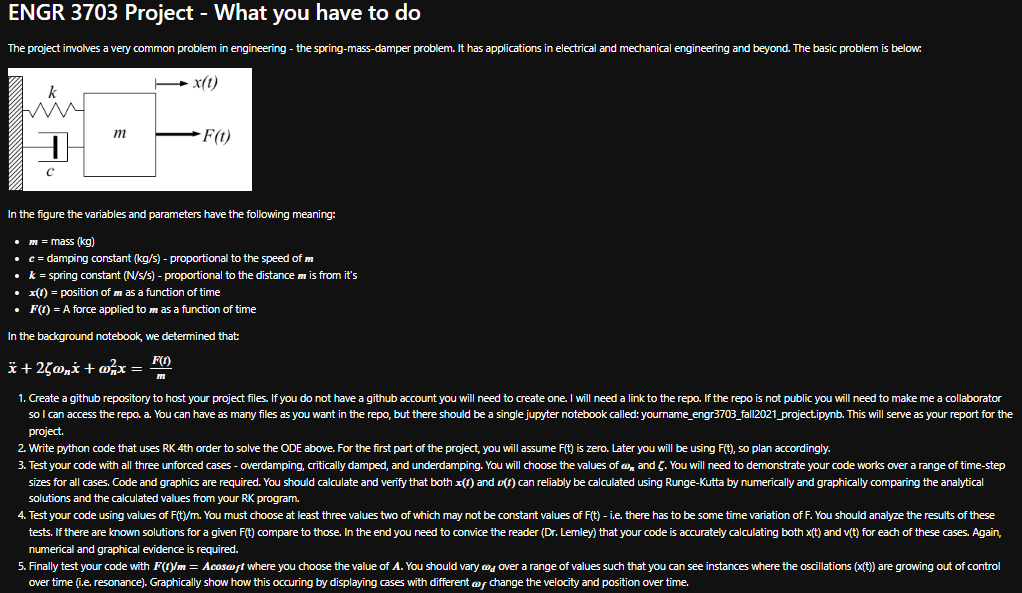 ENGR 3703 Project - What you have to do
The project involves a very common problem in engineering - the spring-mass-damper problem. It has applications in electrical and mechanical engineering and beyond. The basic problem is below:
x(t)
k
m
F(t)
c
In the figure the variables and parameters have the following meaning:
• m = mass (kg)
• c = damping constant (kg/s) - proportional to the speed of m
• k = spring constant (N/s/s) - proportional to the distance m is from it's
• x(t) = position of m as a function of time
• F(t) = A force applied to m as a function of time
In the background notebook, we determined that:
ẍ + 2ζωₙẋ + ωₙ²x = F(t)/m
1. Create a github repository to host your project files. If you do not have a github account you will need to create one. I will need a link to the repo. If the repo is not public you will need to make me a collaborator
so I can access the repo. a. You can have as many files as you want in the repo, but there should be a single jupyter notebook called: yourname_engr3703_fall2021_project.ipynb. This will serve as your report for the
project.
2. Write python code that uses RK 4th order to solve the ODE above. For the first part of the project, you will assume F(t) is zero. Later you will be using F(t), so plan accordingly.
3. Test your code with all three unforced cases - overdamping, critically damped, and underdamping. You will choose the values of ωₙ and ζ. You will need to demonstrate your code works over a range of time-step
sizes for all cases. Code and graphics are required. You should calculate and verify that both x(t) and v(t) can reliably be calculated using Runge-Kutta by numerically and graphically comparing the analytical
solutions and the calculated values from your RK program.
4. Test your code using values of F(t)/m. You must choose at least three values two of which may not be constant values of F(t) - i.e. there has to be some time variation of F. You should analyze the results of these
tests. If there are known solutions for a given F(t) compare to those. In the end you need to convice the reader (Dr. Lemley) that your code is accurately calculating both x(t) and v(t) for each of these cases. Again,
numerical and graphical evidence is required.
5. Finally test your code with F(t)/m = Acosω_f t where you choose the value of A. You should vary ω_d over a range of values such that you can see instances where the oscillations (x(t)) are growing out of control
over time (i.e. resonance). Graphically show how this occuring by displaying cases with different ω_f change the velocity and position over time.